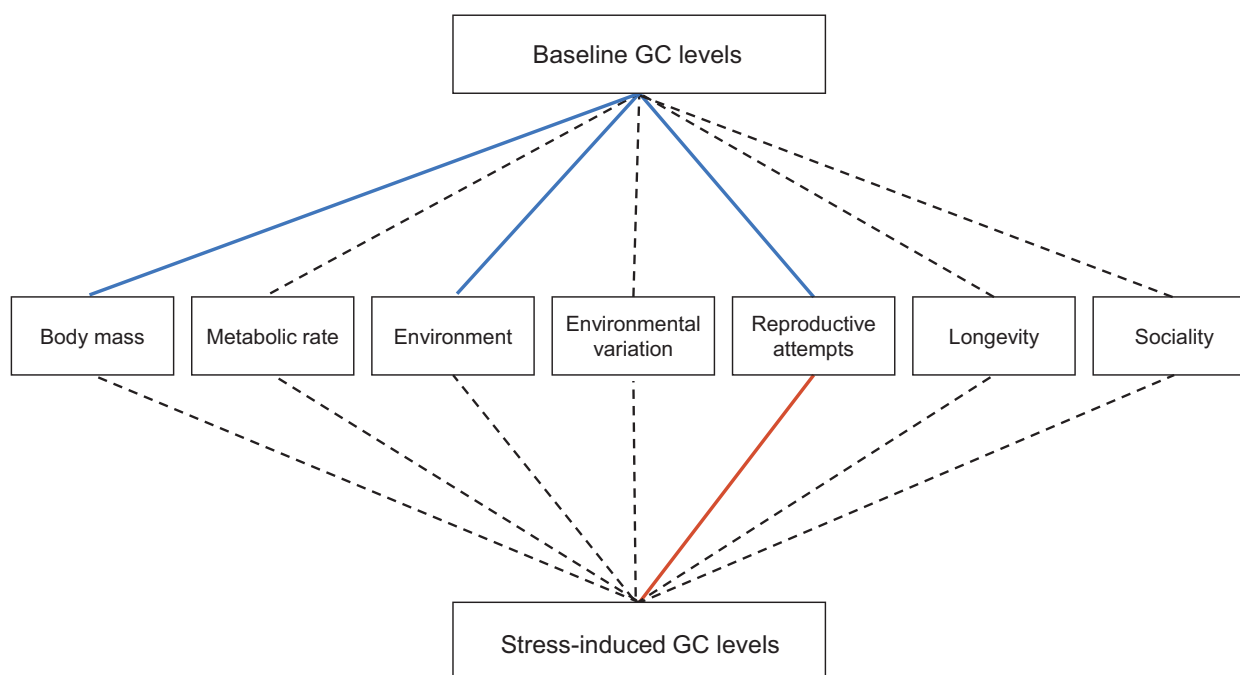 Baseline GC levels
Body mass
Metabolic rate
Environment
Environmental
variation
Reproductive
attempts
Longevity
Sociality
Stress-induced GC levels